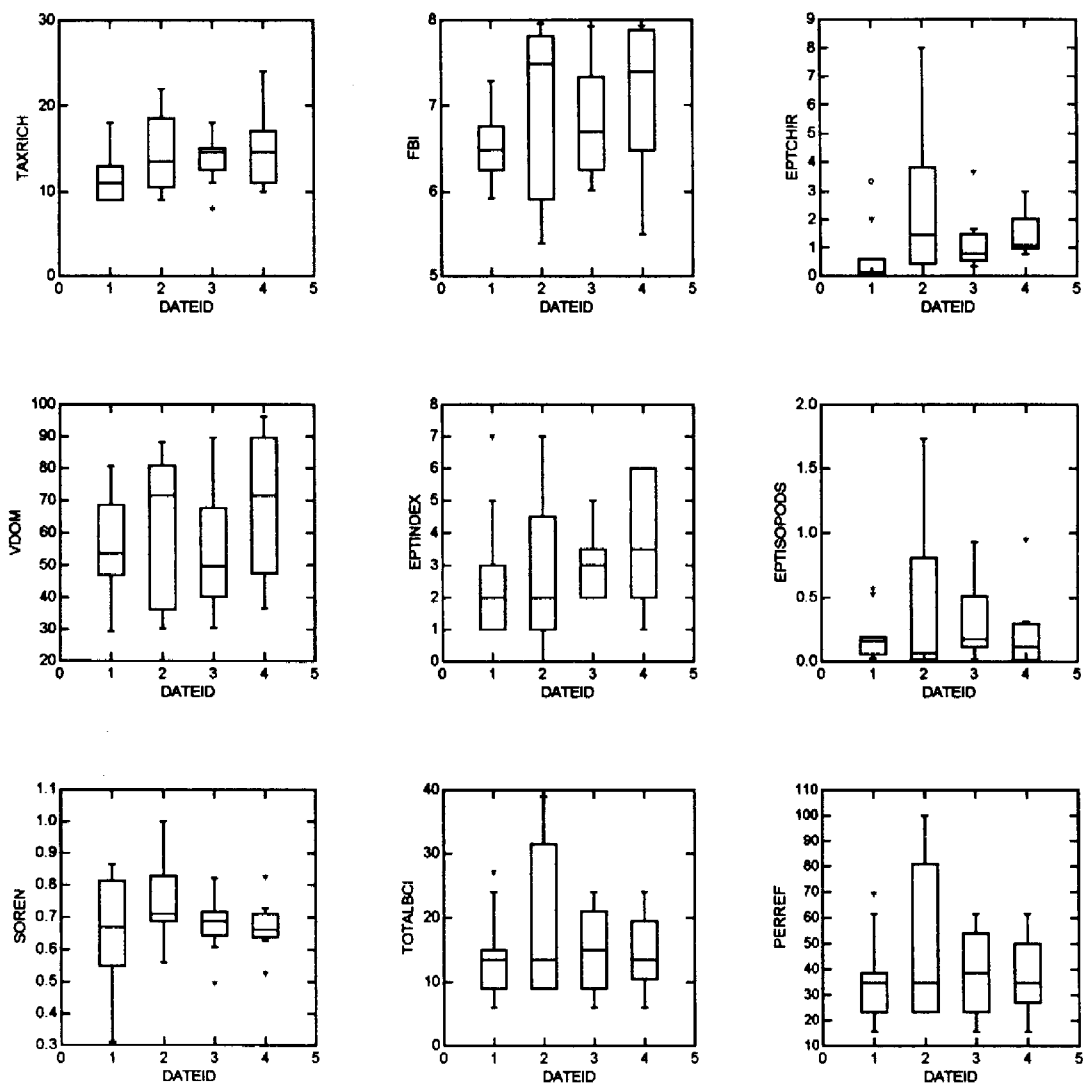 30
20
10
0
TAXRICH
0 1 2 3 4 5
DATEID
8
7
6
5
FBI
0 1 2 3 4 5
DATEID
9
8
7
6
5
4
3
2
1
0
EPTCHIR
0 1 2 3 4 5
DATEID
100
90
80
70
60
50
40
30
20
VDOM
0 1 2 3 4 5
DATEID
8
7
6
5
4
3
2
1
0
EPTINDEX
0 1 2 3 4 5
DATEID
2.0
1.5
1.0
0.5
0.0
EPTISOPODS
0 1 2 3 4 5
DATEID
1.1
1.0
0.9
0.8
0.7
0.6
0.5
0.4
0.3
SOREN
0 1 2 3 4 5
DATEID
40
30
20
10
0
TOTALBCI
0 1 2 3 4 5
DATEID
110
100
90
80
70
60
50
40
30
20
10
PERREF
0 1 2 3 4 5
DATEID